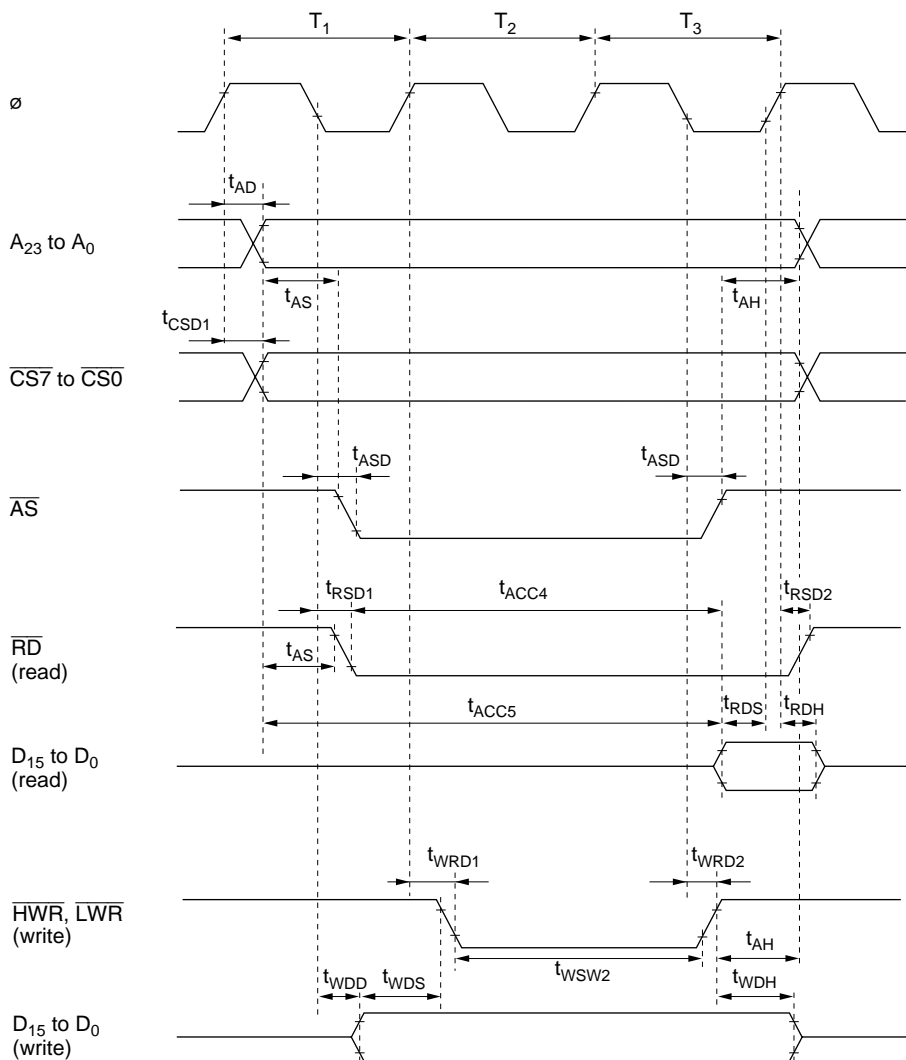 T1 T2 T3
ø
tAD
A23 to A0
tAS tAH
tCSD1
CS7 to CS0
tASD tASD
AS
tRSD1 tACC4 tRSD2
RD
(read)
tAS
tACC5 tRDS tRDH
D15 to D0
(read)
tWRD1 tWRD2
HWR, LWR
(write)
tAH
tWSW2
tWDD tWDS tWDH
D15 to D0
(write)